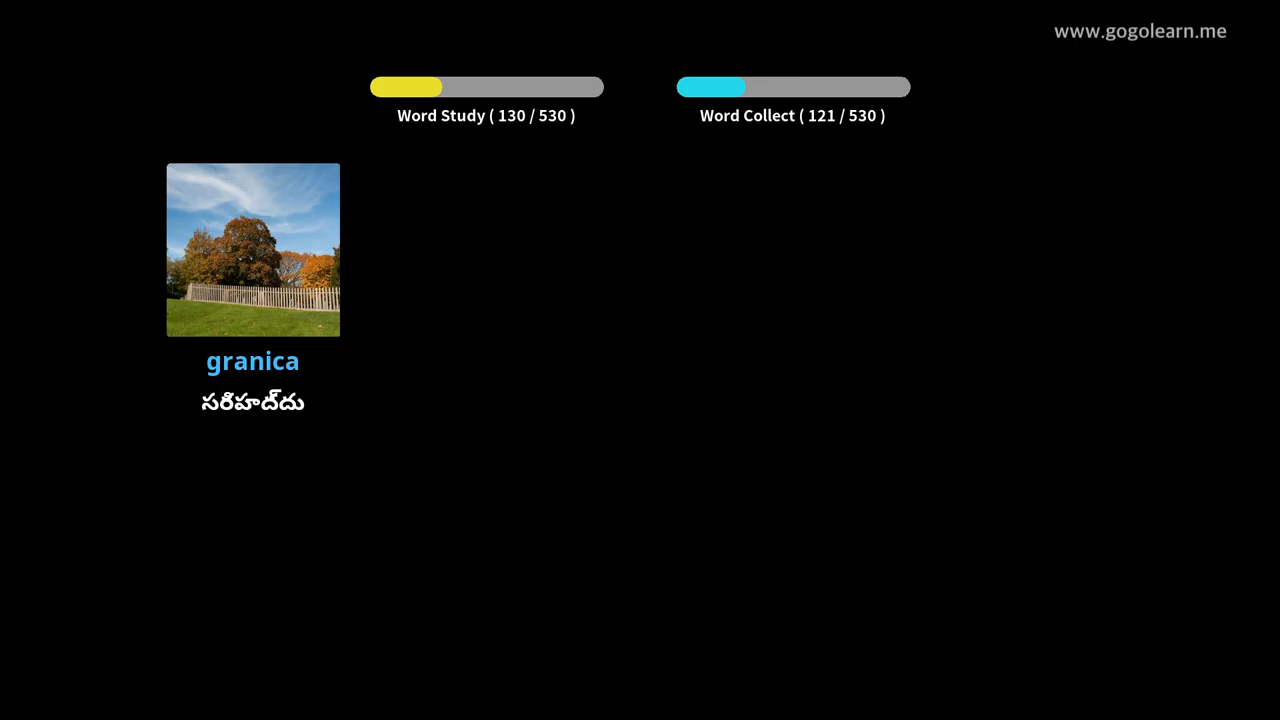 www.gogolearn.me
Word Study ( 130 / 530 )
Word Collect ( 121 / 530 )
granica
సరిహద్దు